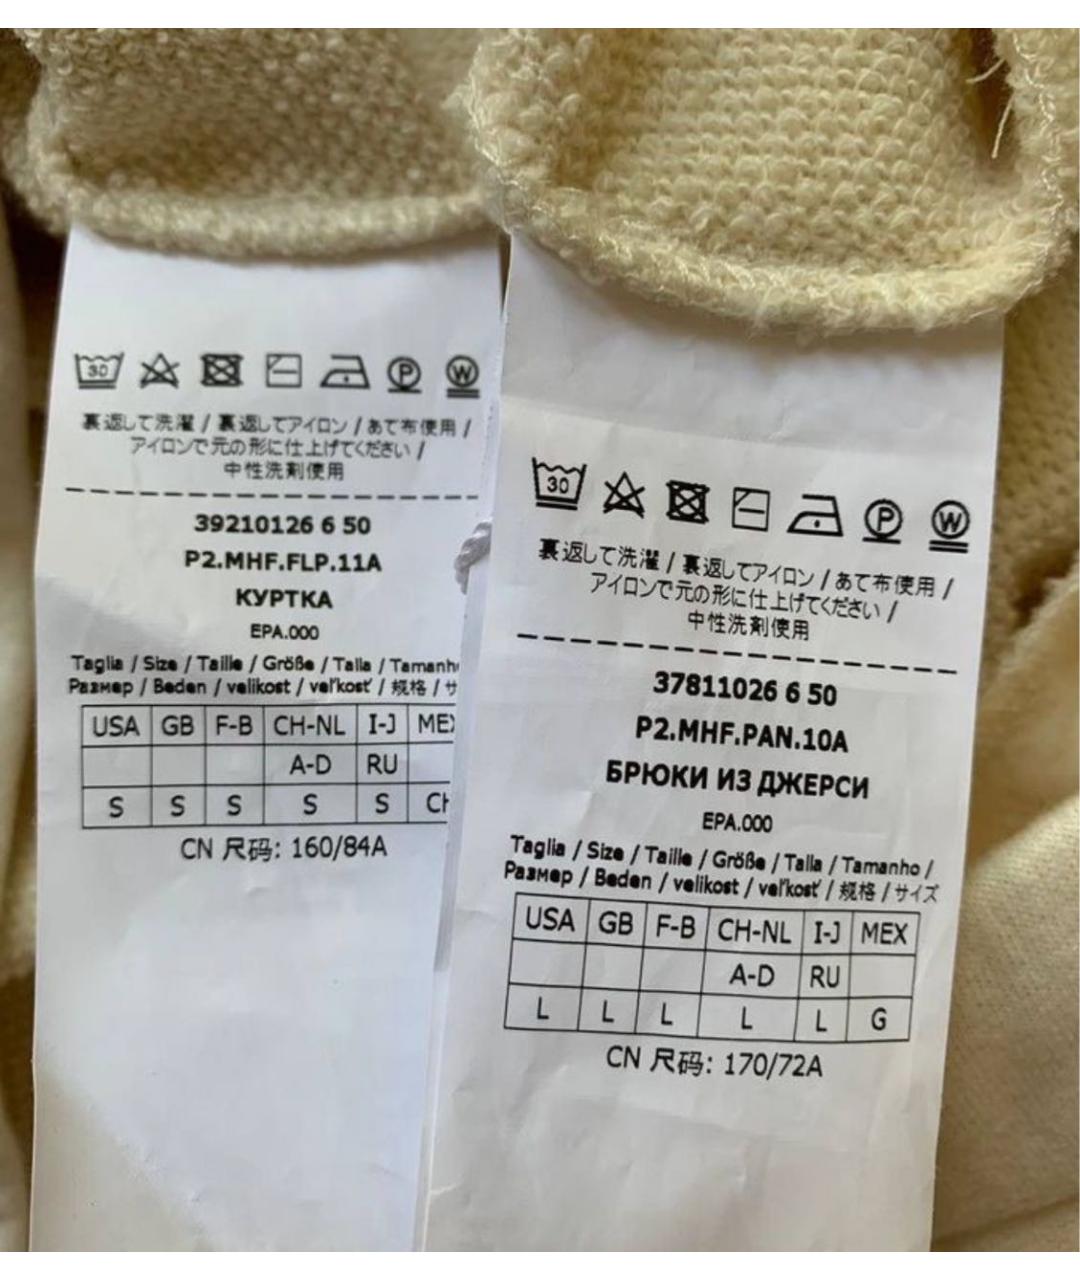 30
P
W
裏返して洗濯 / 裏返してアイロン / あて布使用 /
アイロンで元の形に仕上げてください /
中性洗剤使用
39210126 6 50
P2.MHF.FLP.11A
КУРТКА
EPA.000
Taglia / Size / Taille / Größe / Talla / Tamanh
Размер / Beden / velikost / veľkosť / 规格 / サ
USA GB F-B CH-NL I-J MEX
A-D RU
S S S S S CH
CN 尺码: 160/84A
30
P
W
裏返して洗濯 / 裏返してアイロン / あて布使用 /
アイロンで元の形に仕上げてください /
中性洗剤使用
37811026 6 50
P2.MHF.PAN.10A
БРЮКИ ИЗ ДЖЕРСИ
EPA.000
Taglia / Size / Taille / Größe / Talla / Tamanho /
Размер / Beden / velikost / veľkosť / 规格 / サイズ
USA GB F-B CH-NL I-J MEX
A-D RU
L L L L L G
CN 尺码: 170/72A